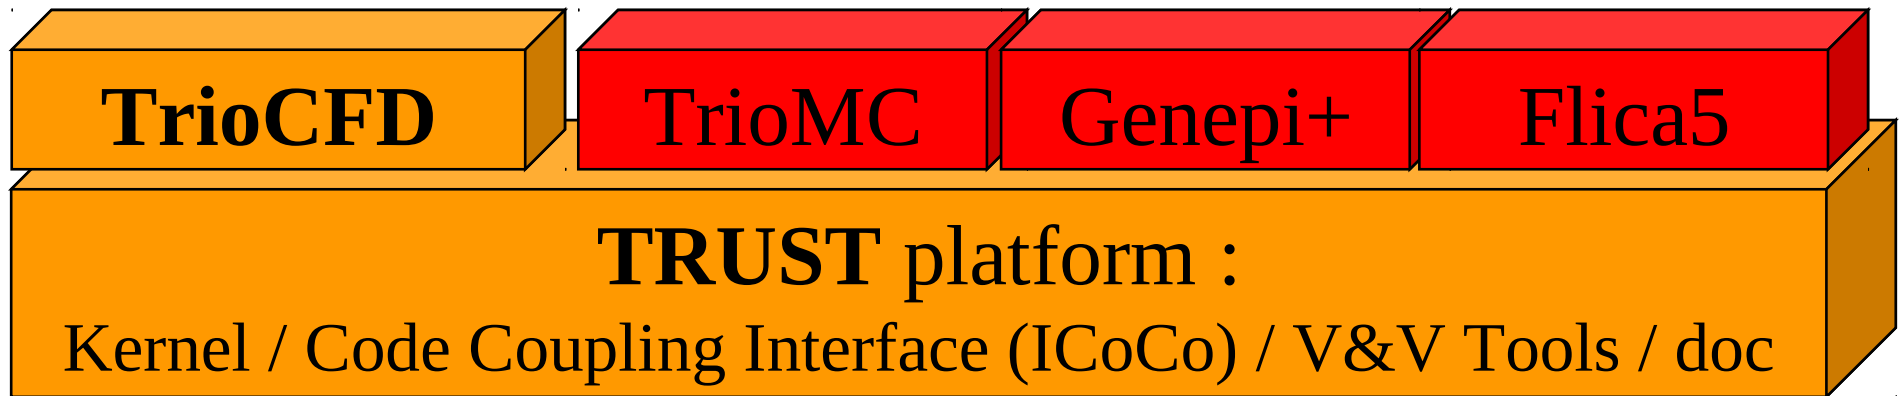 TrioCFD TrioMC Genepi+ Flica5
TRUST platform :
Kernel / Code Coupling Interface (ICoCo) / V&V Tools / doc